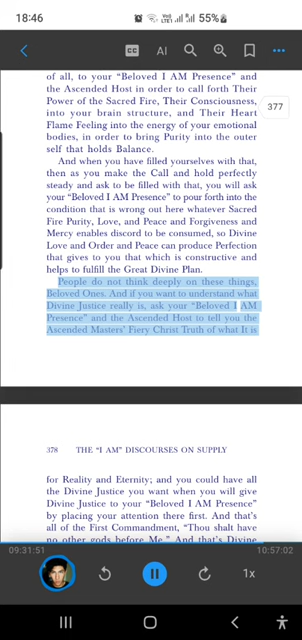 18:46
55%
CC
AI
377
of all, to your “Beloved I AM Presence” and
the Ascended Host in order to call forth Their
Power of the Sacred Fire, Their Consciousness,
into your brain structure, and Their Heart
Flame Feeling into the energy of your emotional
bodies, in order to bring Purity into the outer
self that holds Balance.
And when you have filled yourselves with that,
then as you make the Call and hold perfectly
steady and ask to be filled with that, you will ask
your “Beloved I AM Presence” to pour forth into the
condition that is wrong out here whatever Sacred
Fire Purity, Love, and Peace and Forgiveness and
Mercy enables discord to be consumed, so Divine
Love and Order and Peace can produce Perfection
that gives to you that which is constructive and
helps to fulfill the Great Divine Plan.
People do not think deeply on these things,
Beloved Ones. And if you want to understand what
Divine Justice really is, ask your “Beloved I AM
Presence” and the Ascended Host to tell you the
Ascended Masters’ Fiery Christ Truth of what It is
378 THE “I AM” DISCOURSES ON SUPPLY
for Reality and Eternity; and you could have all
the Divine Justice you want when you will give
Divine Justice to your “Beloved I AM Presence”
by placing your attention there first. And that’s
all of the First Commandment, “Thou shalt have
no other gods before Me.” And that’s Divine
09:31:51
10:57:02
1x